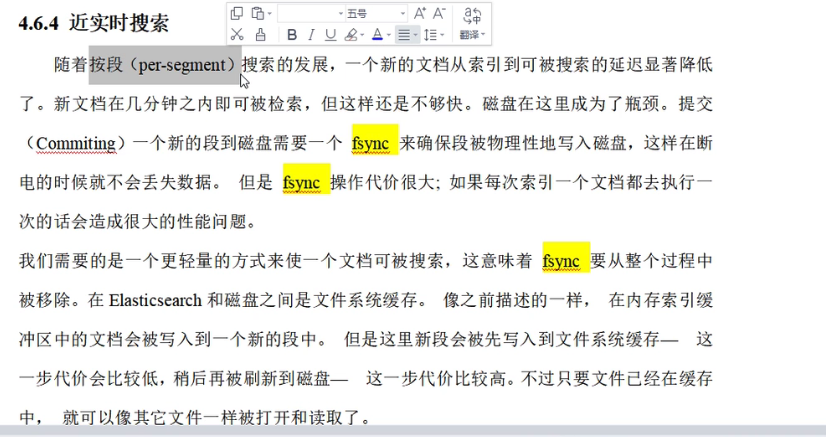 五号 A⁺ A⁻
B I U A 翻译
4.6.4 近实时搜索
随着按段（per-segment）搜索的发展，一个新的文档从索引到可被搜索的延迟显著降低
了。新文档在几分钟之内即可被检索，但这样还是不够快。磁盘在这里成为了瓶颈。提交
（Commiting）一个新的段到磁盘需要一个 fsync 来确保段被物理性地写入磁盘，这样在断
电的时候就不会丢失数据。 但是 fsync 操作代价很大; 如果每次索引一个文档都去执行一
次的话会造成很大的性能问题。
我们需要的是一个更轻量的方式来使一个文档可被搜索，这意味着 fsync 要从整个过程中
被移除。在 Elasticsearch 和磁盘之间是文件系统缓存。 像之前描述的一样， 在内存索引缓
冲区中的文档会被写入到一个新的段中。 但是这里新段会被先写入到文件系统缓存— 这
一步代价会比较低，稍后再被刷新到磁盘— 这一步代价比较高。不过只要文件已经在缓存
中， 就可以像其它文件一样被打开和读取了。